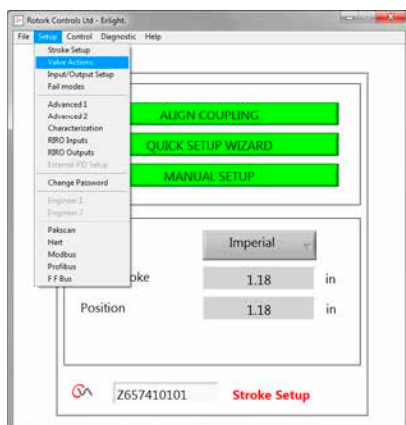 Rotork Controls Ltd - Enlight.
File Setup Control Diagnostic Help
Stroke Setup
Valve Actions
Input/Output Setup
Fail modes
Advanced 1
Advanced 2
Characterization
RIRO Inputs
RIRO Outputs
External PID Setup
Change Password
Engineer 1
Engineer 2
Pakscan
Hart
Modbus
Profibus
F F Bus
ALIGN COUPLING
QUICK SETUP WIZARD
MANUAL SETUP
Imperial
oke 1.18 in
Position 1.18 in
Z657410101 Stroke Setup